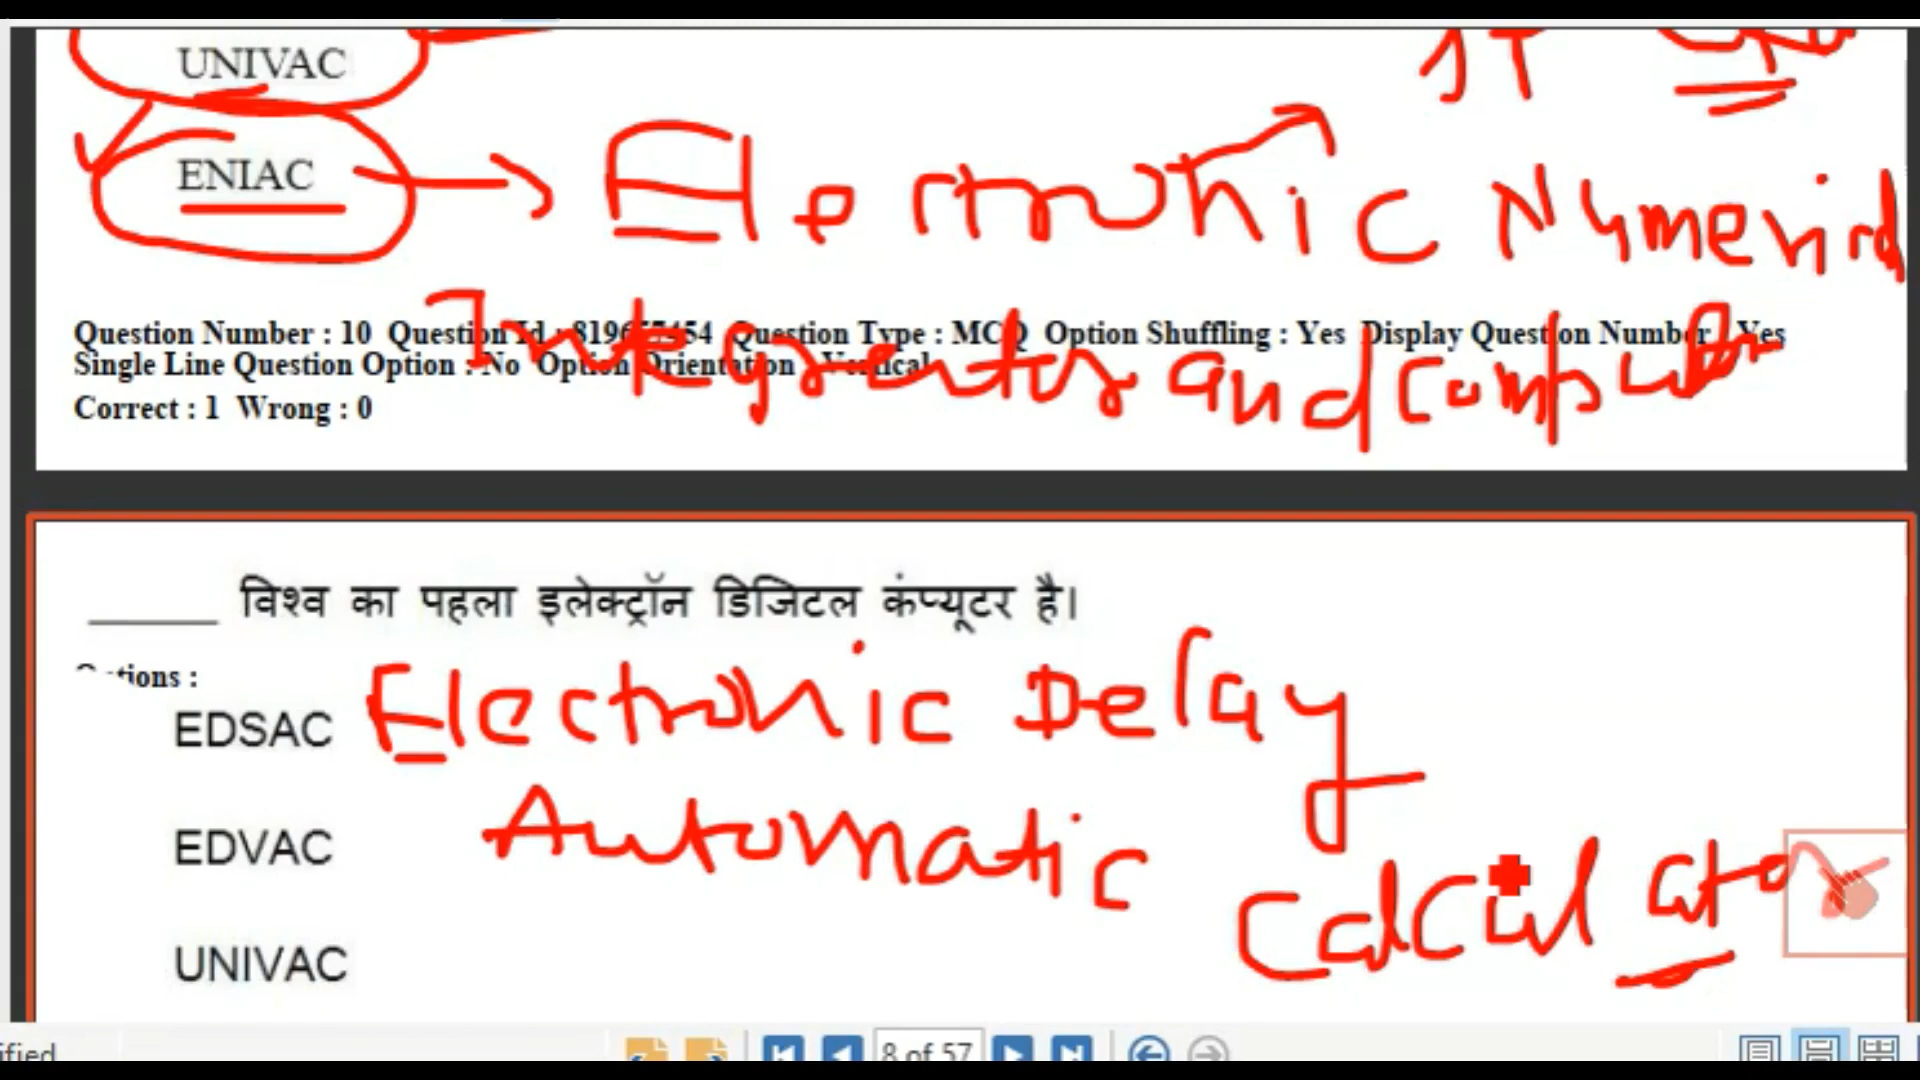 UNIVAC
ENIAC → Electronic Numerical
Integrator and Computer
Question Number : 10 Question Id : 819657454 Question Type : MCQ Option Shuffling : Yes Display Question Number : Yes
Single Line Question Option : No Option Orientation : Vertical
Correct : 1 Wrong : 0
______ विश्व का पहला इलेक्ट्रॉन डिजिटल कंप्यूटर है।
Options :
EDSAC Electronic Delay
EDVAC Automatic
Calculator
UNIVAC
8 of 57